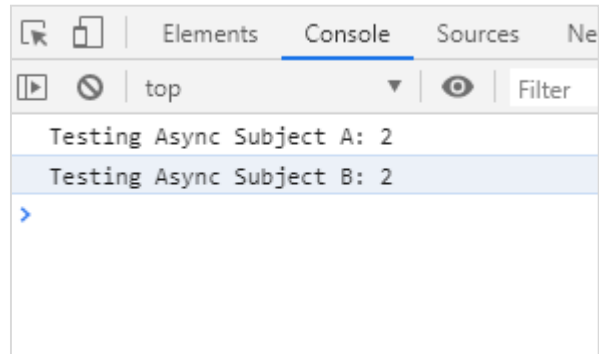 Elements Console Sources Ne
top Filter
Testing Async Subject A: 2
Testing Async Subject B: 2
>